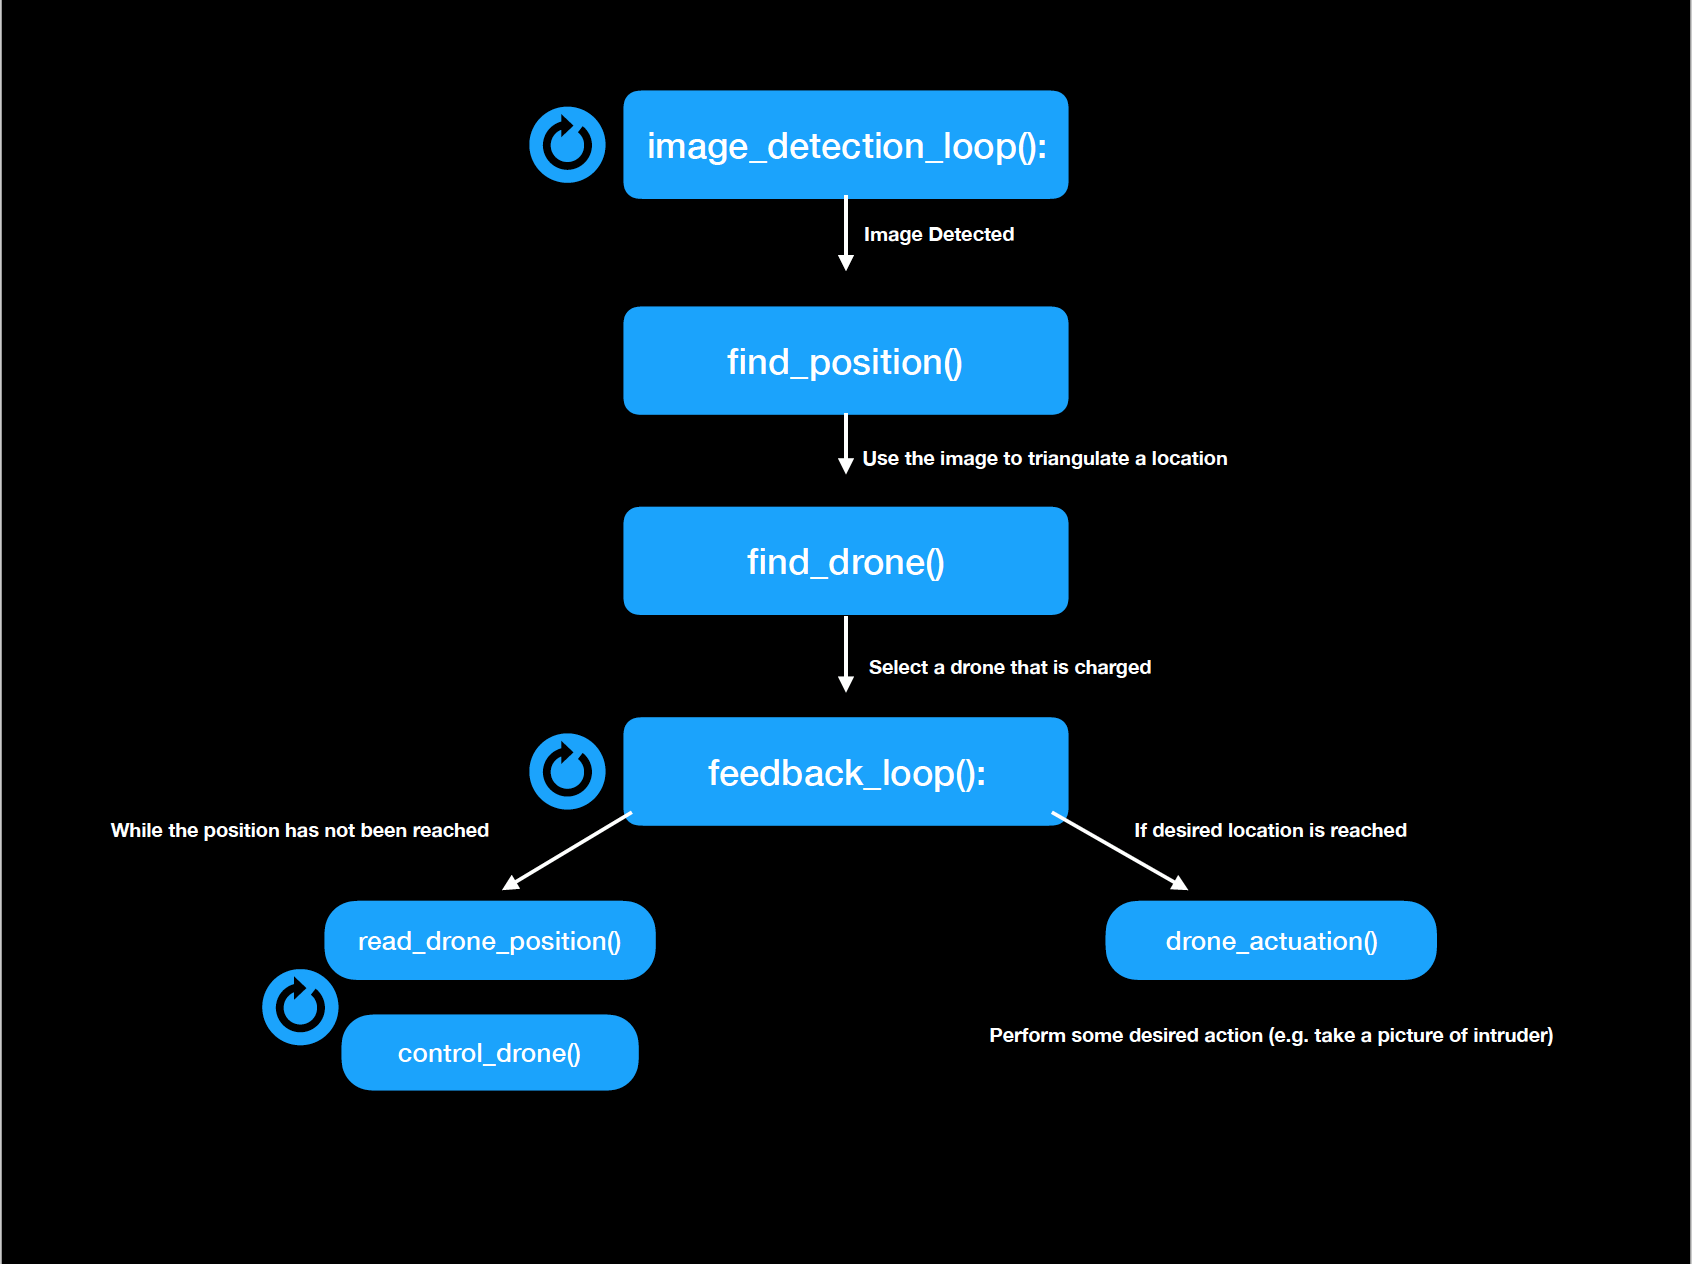 image_detection_loop():
Image Detected
find_position()
Use the image to triangulate a location
find_drone()
Select a drone that is charged
feedback_loop():
While the position has not been reached
If desired location is reached
read_drone_position()
drone_actuation()
control_drone()
Perform some desired action (e.g. take a picture of intruder)